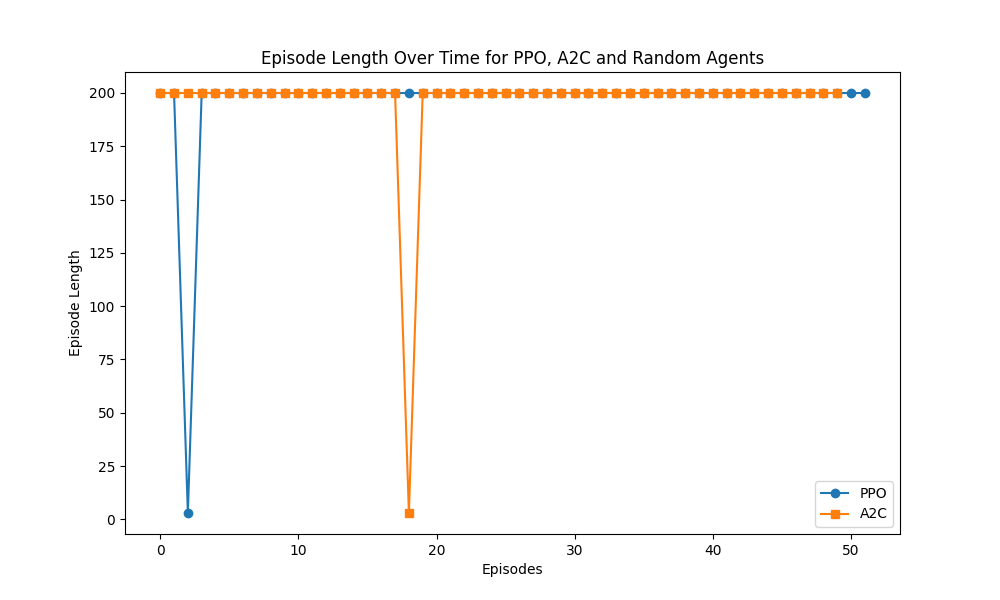 Episode Length Over Time for PPO, A2C and Random Agents
200
175
150
125
100
75
50
25
0
Episode Length
0 10 20 30 40 50
Episodes
PPO
A2C